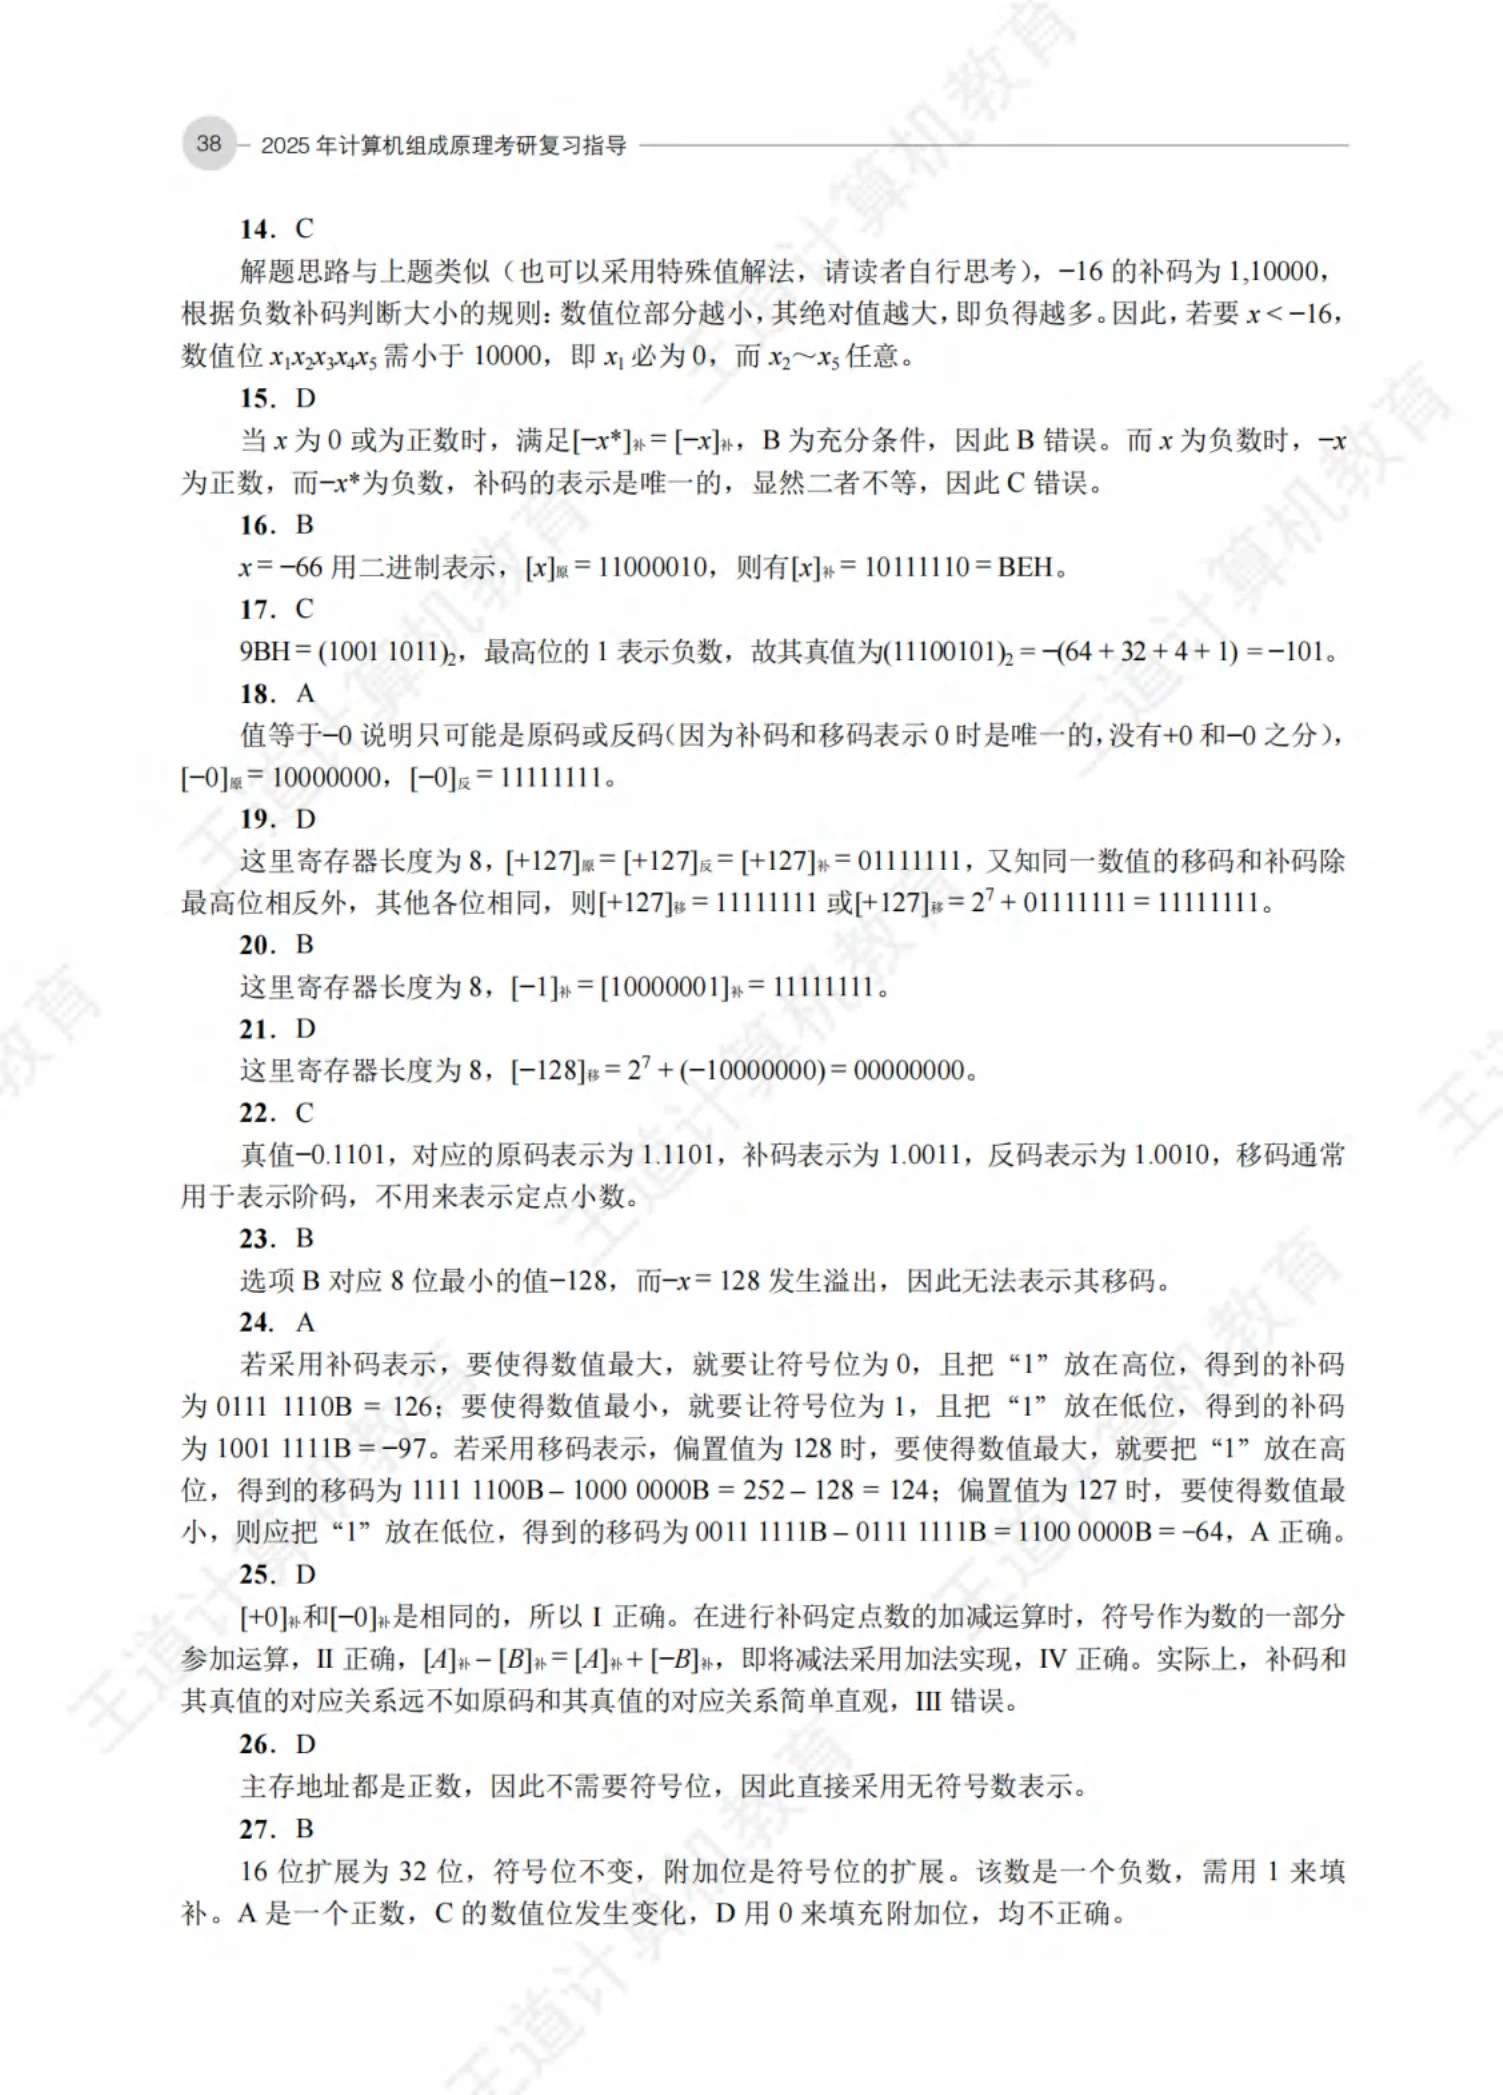 38 2025 年计算机组成原理考研复习指导
14．C
解题思路与上题类似（也可以采用特殊值解法，请读者自行思考），−16 的补码为 1,10000，
根据负数补码判断大小的规则：数值位部分越小，其绝对值越大，即负得越多。因此，若要 x < −16，
数值位 x₁x₂x₃x₄x₅ 需小于 10000，即 x₁ 必为 0，而 x₂～x₅ 任意。
15．D
当 x 为 0 或为正数时，满足[−x*]补 = [−x]补，B 为充分条件，因此 B 错误。而 x 为负数时，−x
为正数，而−x*为负数，补码的表示是唯一的，显然二者不等，因此 C 错误。
16．B
x = −66 用二进制表示，[x]原 = 11000010，则有[x]补 = 10111110 = BEH。
17．C
9BH = (1001 1011)₂，最高位的 1 表示负数，故其真值为(11100101)₂ = −(64 + 32 + 4 + 1) = −101。
18．A
值等于−0 说明只可能是原码或反码（因为补码和移码表示 0 时是唯一的，没有+0 和−0 之分），
[−0]原 = 10000000，[−0]反 = 11111111。
19．D
这里寄存器长度为 8，[+127]原 = [+127]反 = [+127]补 = 01111111，又知同一数值的移码和补码除
最高位相反外，其他各位相同，则[+127]移 = 11111111 或[+127]移 = 2⁷ + 01111111 = 11111111。
20．B
这里寄存器长度为 8，[−1]补 = [10000001]补 = 11111111。
21．D
这里寄存器长度为 8，[−128]移 = 2⁷ + (−10000000) = 00000000。
22．C
真值−0.1101，对应的原码表示为 1.1101，补码表示为 1.0011，反码表示为 1.0010，移码通常
用于表示阶码，不用来表示定点小数。
23．B
选项 B 对应 8 位最小的值−128，而−x = 128 发生溢出，因此无法表示其移码。
24．A
若采用补码表示，要使得数值最大，就要让符号位为 0，且把“1”放在高位，得到的补码
为 0111 1110B = 126；要使得数值最小，就要让符号位为 1，且把“1”放在低位，得到的补码
为 1001 1111B = −97。若采用移码表示，偏置值为 128 时，要使得数值最大，就要把“1”放在高
位，得到的移码为 1111 1100B – 1000 0000B = 252 – 128 = 124；偏置值为 127 时，要使得数值最
小，则应把“1”放在低位，得到的移码为 0011 1111B – 0111 1111B = 1100 0000B = −64，A 正确。
25．D
[+0]补和[−0]补是相同的，所以 I 正确。在进行补码定点数的加减运算时，符号作为数的一部分
参加运算，II 正确，[A]补 − [B]补 = [A]补 + [−B]补，即将减法采用加法实现，IV 正确。实际上，补码和
其真值的对应关系远不如原码和其真值的对应关系简单直观，III 错误。
26．D
主存地址都是正数，因此不需要符号位，因此直接采用无符号数表示。
27．B
16 位扩展为 32 位，符号位不变，附加位是符号位的扩展。该数是一个负数，需用 1 来填
补。A 是一个正数，C 的数值位发生变化，D 用 0 来填充附加位，均不正确。